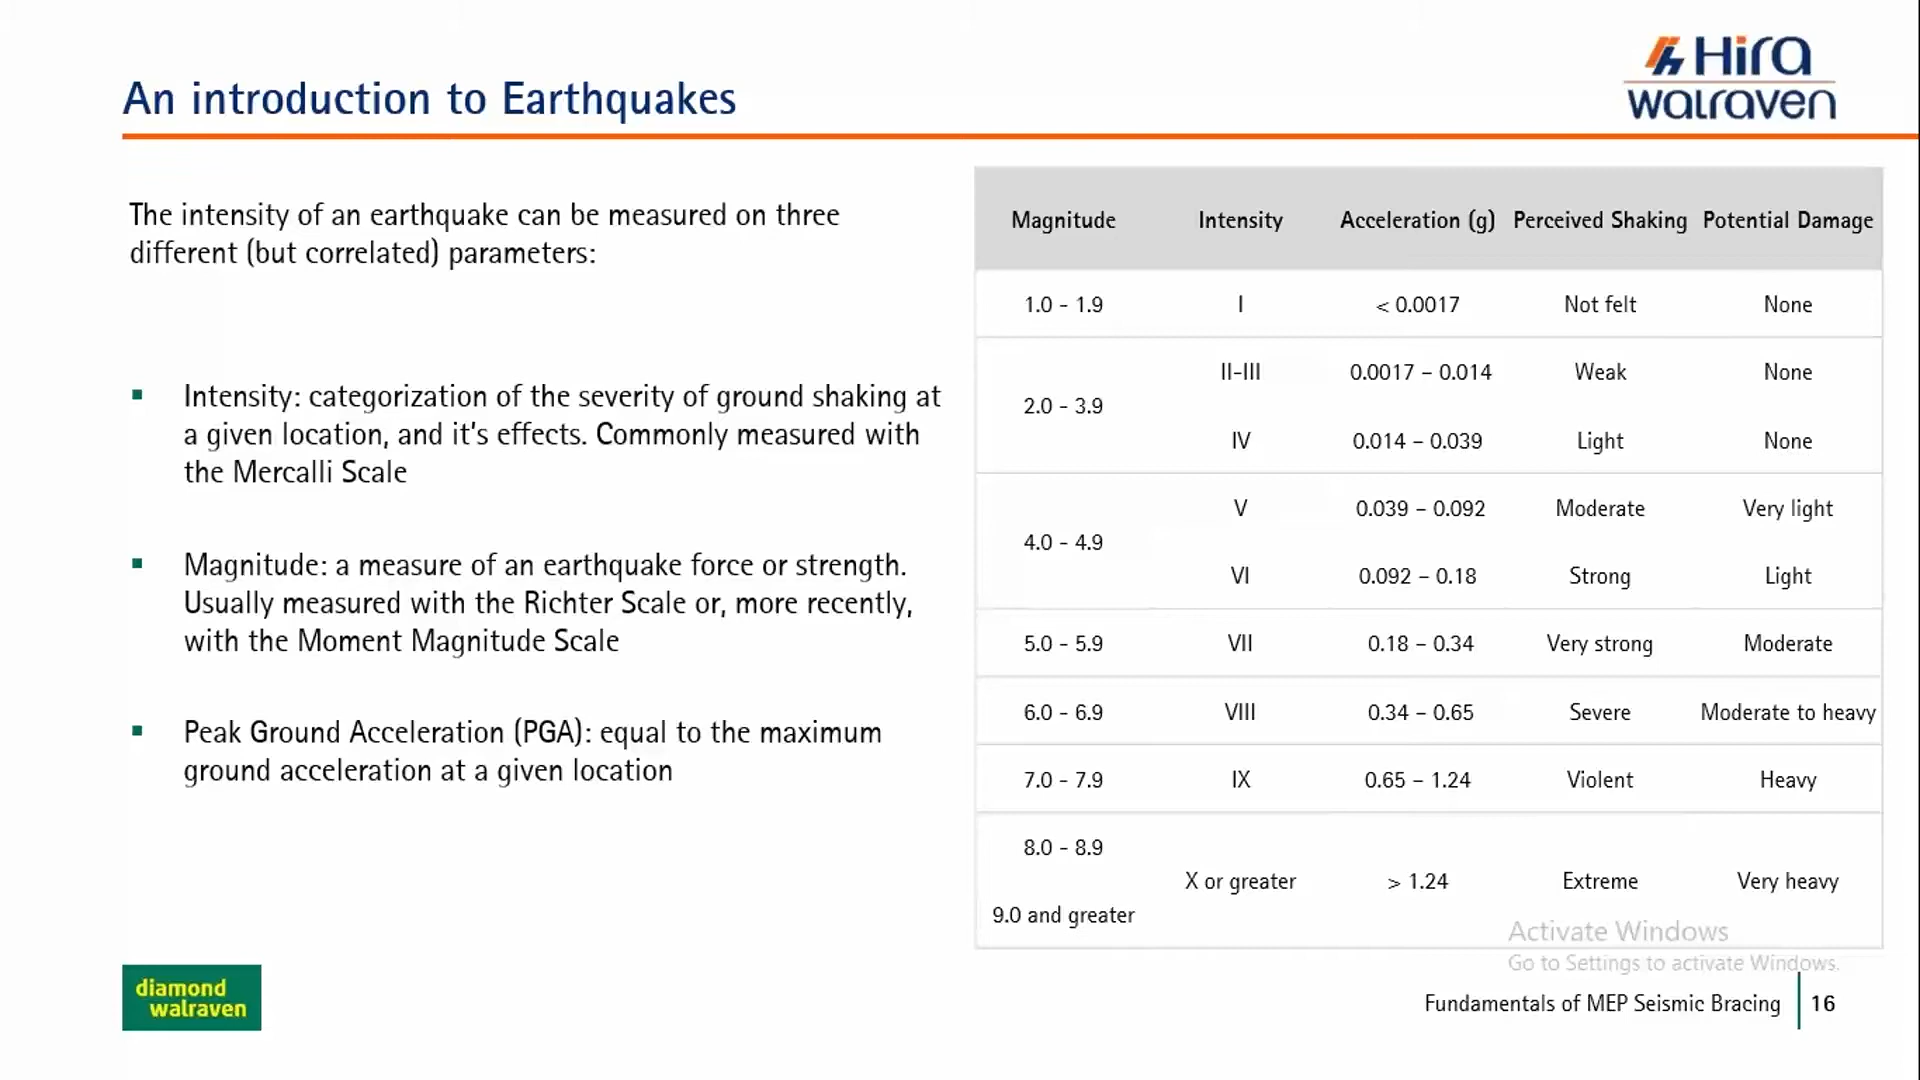 Hira
walraven
An introduction to Earthquakes
The intensity of an earthquake can be measured on three
different (but correlated) parameters:
Intensity: categorization of the severity of ground shaking at
a given location, and it's effects. Commonly measured with
the Mercalli Scale
Magnitude: a measure of an earthquake force or strength.
Usually measured with the Richter Scale or, more recently,
with the Moment Magnitude Scale
Peak Ground Acceleration (PGA): equal to the maximum
ground acceleration at a given location
Magnitude Intensity Acceleration (g) Perceived Shaking Potential Damage
1.0 - 1.9 I < 0.0017 Not felt None
2.0 - 3.9 II-III 0.0017 – 0.014 Weak None
IV 0.014 – 0.039 Light None
4.0 - 4.9 V 0.039 – 0.092 Moderate Very light
VI 0.092 – 0.18 Strong Light
5.0 - 5.9 VII 0.18 – 0.34 Very strong Moderate
6.0 - 6.9 VIII 0.34 – 0.65 Severe Moderate to heavy
7.0 - 7.9 IX 0.65 – 1.24 Violent Heavy
8.0 - 8.9
X or greater > 1.24 Extreme Very heavy
9.0 and greater
Activate Windows
Go to Settings to activate Windows.
diamond
walraven
Fundamentals of MEP Seismic Bracing 16